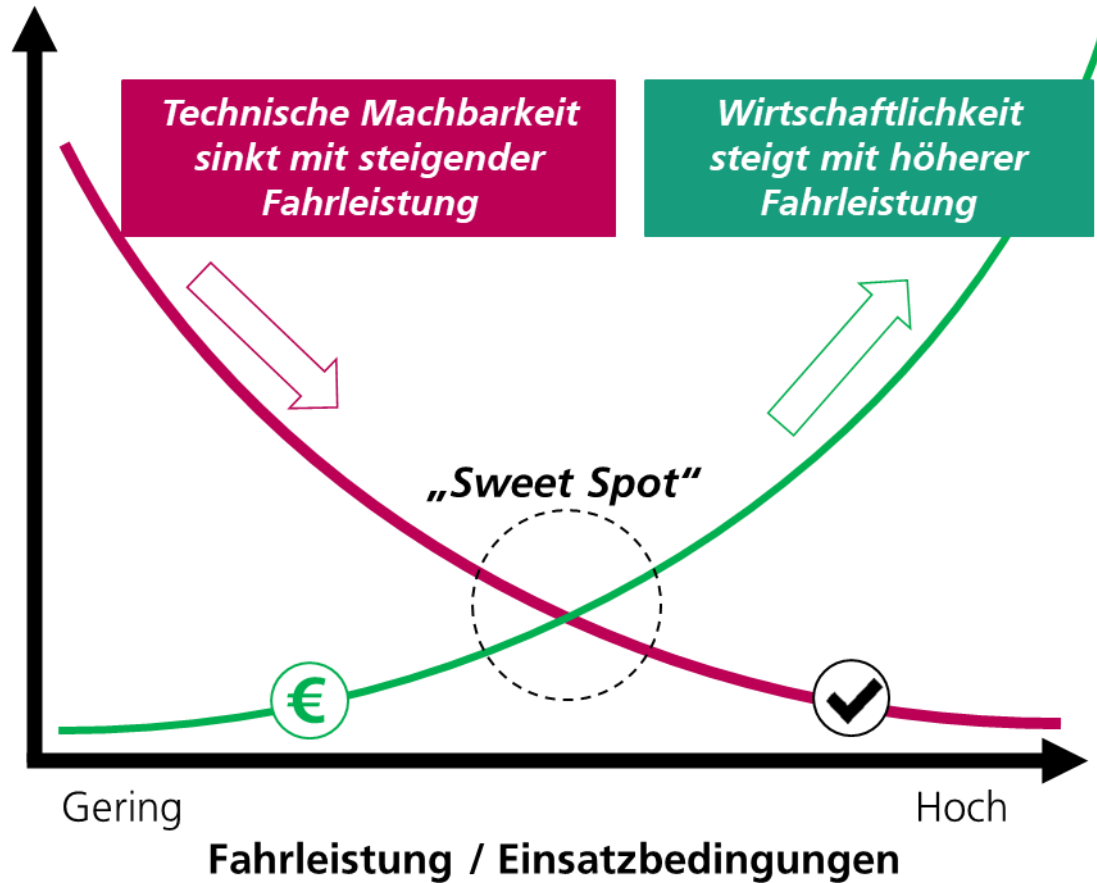 Technische Machbarkeit
sinkt mit steigender
Fahrleistung
Wirtschaftlichkeit
steigt mit höherer
Fahrleistung
„Sweet Spot“
€
Gering
Hoch
Fahrleistung / Einsatzbedingungen